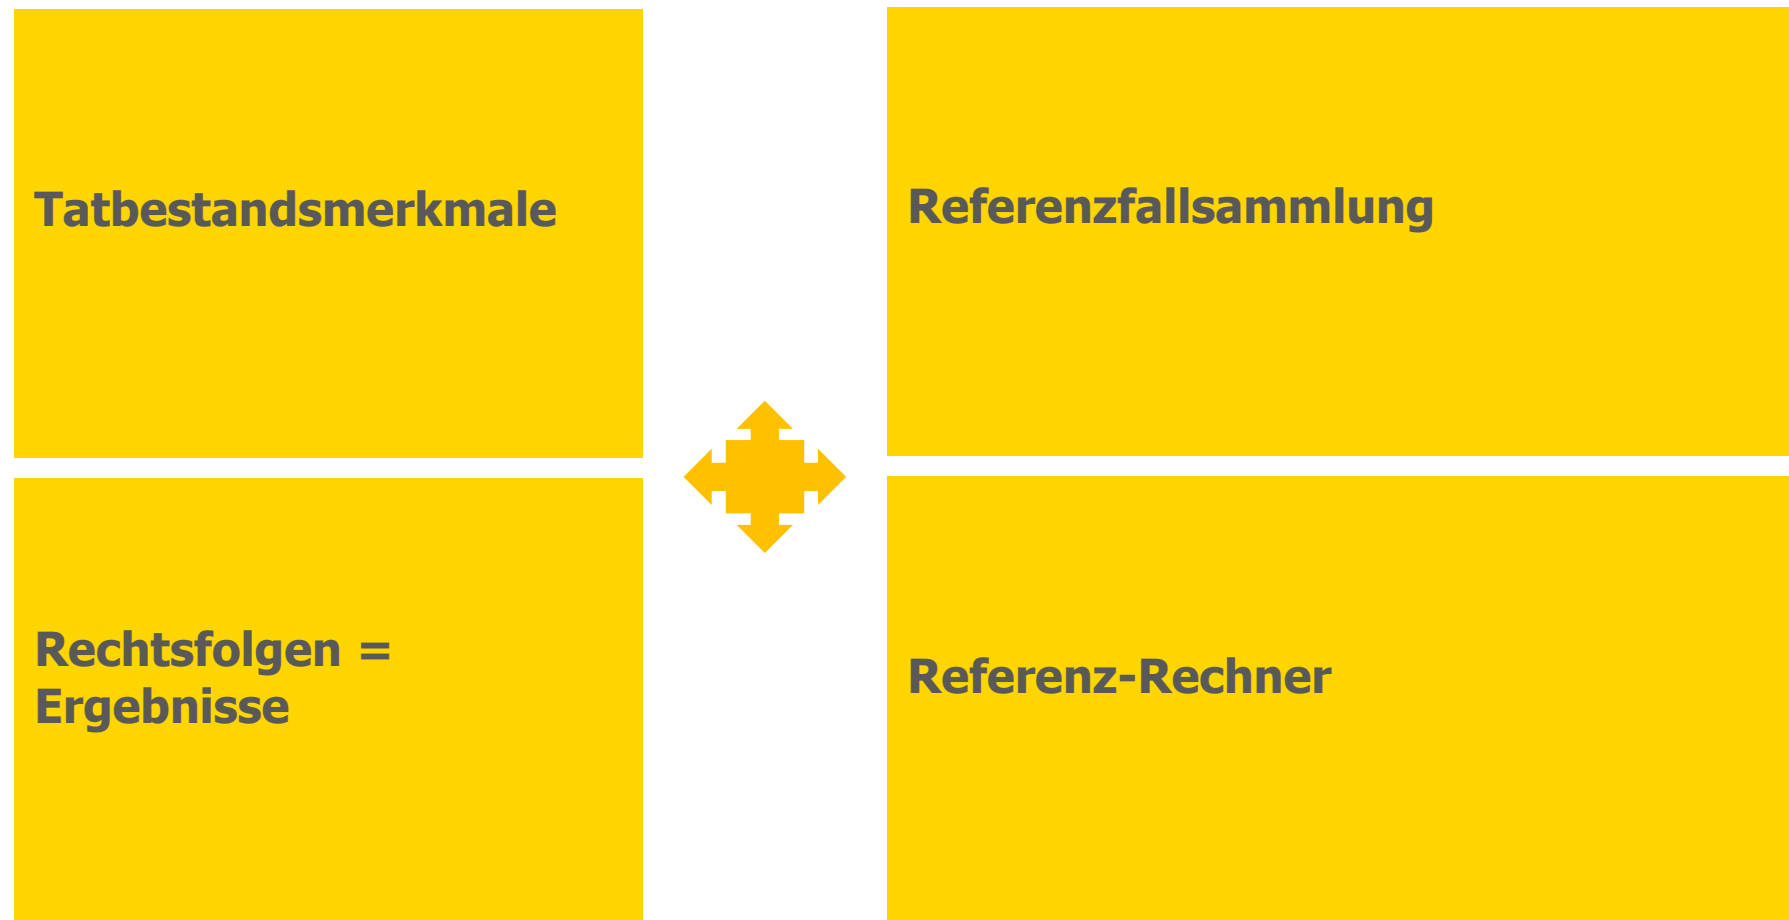 Tatbestandsmerkmale
Referenzfallsammlung
Rechtsfolgen =
Ergebnisse
Referenz-Rechner